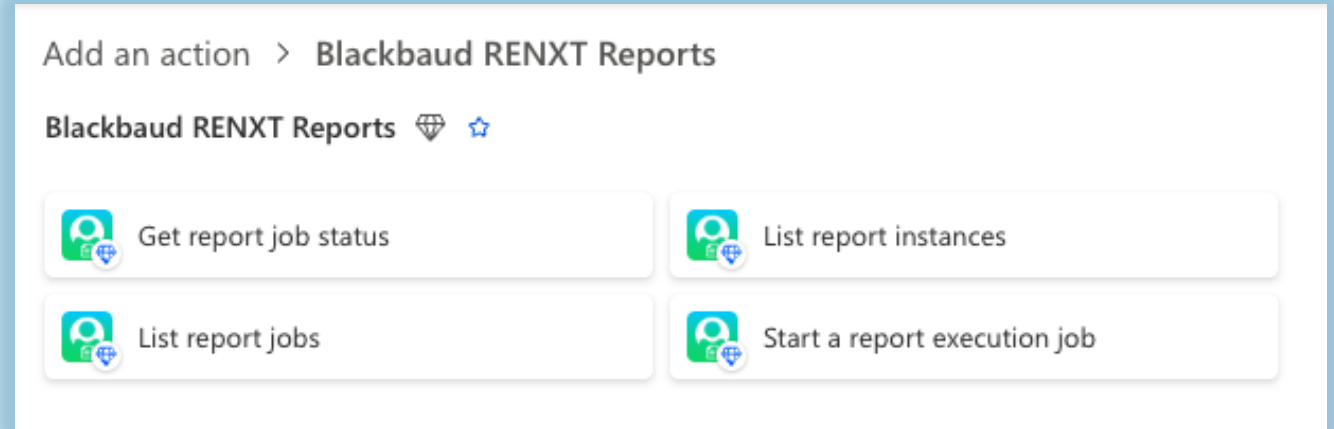 Add an action > Blackbaud RENXT Reports
Blackbaud RENXT Reports
Get report job status
List report instances
List report jobs
Start a report execution job